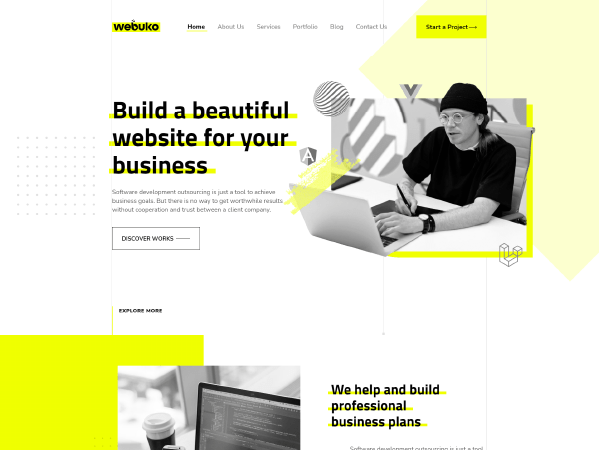 webuko
Home About Us Services Portfolio Blog Contact Us Start a Project
Build a beautiful
website for your
business
Software development outsourcing is just a tool to achieve
business goals. But there is no way to get worthwhile results
without cooperation and trust between a client company.
DISCOVER WORKS
A
EXPLORE MORE
We help and build
professional
business plans
Software development outsourcing is just a tool